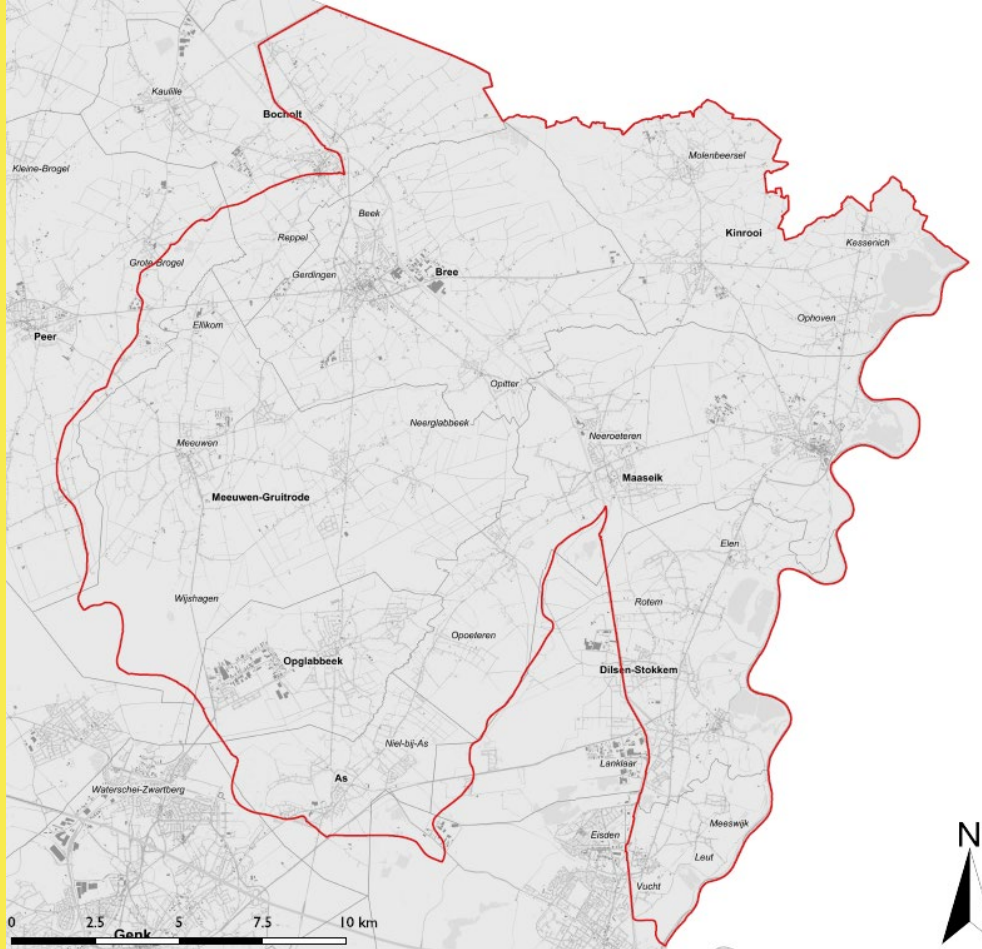 Kaulille
Bocholt
Molenbeersel
Kleine-Brogel
Beek
Reppel
Kinrooi
Kessenich
Grote-Brogel
Gerdingen
Bree
Ophoven
Ellikom
Peer
Opitter
Neerglabbeek
Neeroeteren
Meeuwen
Maaseik
Meeuwen-Gruitrode
Elen
Wijshagen
Rotem
Opoeteren
Opglabbeek
Dilsen-Stokkem
Niel-bij-As
Lanklaar
As
Waterschei-Zwartberg
Meeswijk
Eisden
N
Leut
Vucht
0 2.5 5 7.5 10 km
Genk